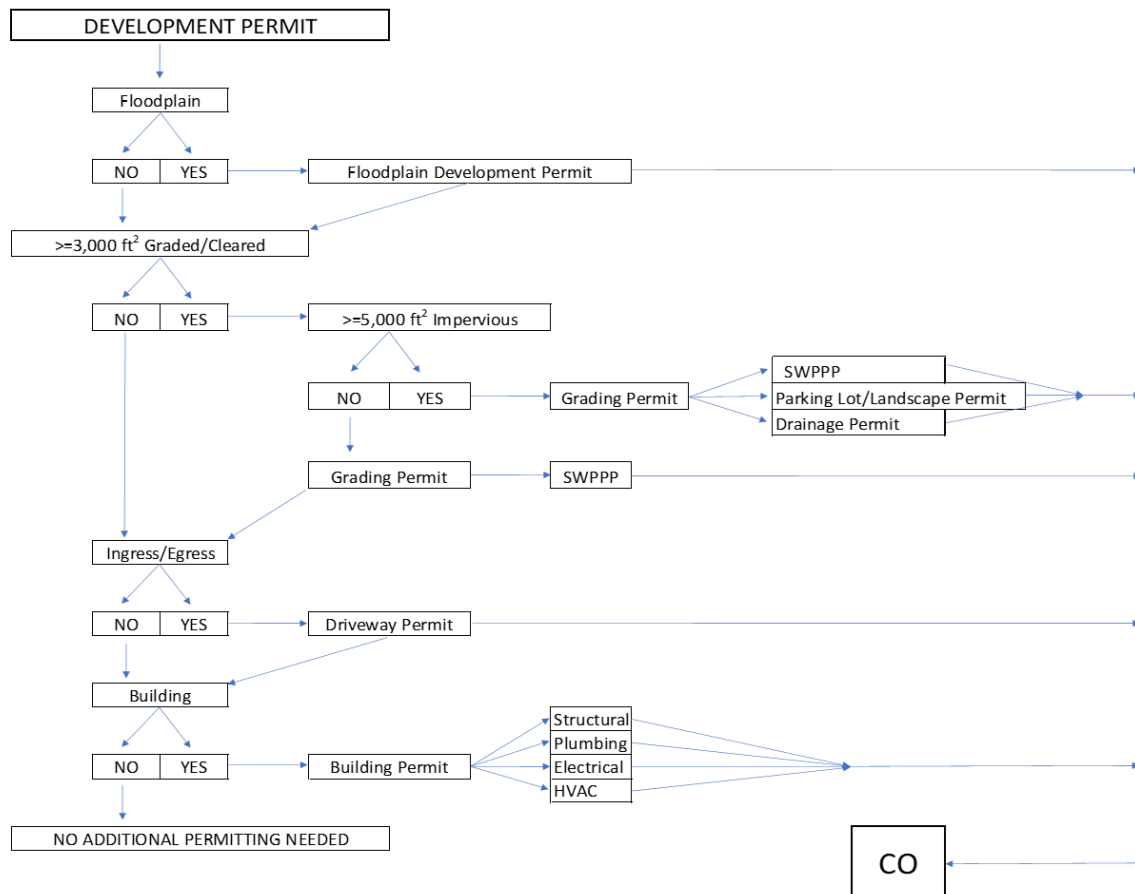 DEVELOPMENT PERMIT
Floodplain
NO YES Floodplain Development Permit
>=3,000 ft² Graded/Cleared
NO YES >=5,000 ft² Impervious
SWPPP
NO YES Grading Permit Parking Lot/Landscape Permit
Drainage Permit
Grading Permit SWPPP
Ingress/Egress
NO YES Driveway Permit
Building
Structural
Plumbing
NO YES Building Permit Electrical
HVAC
NO ADDITIONAL PERMITTING NEEDED
CO